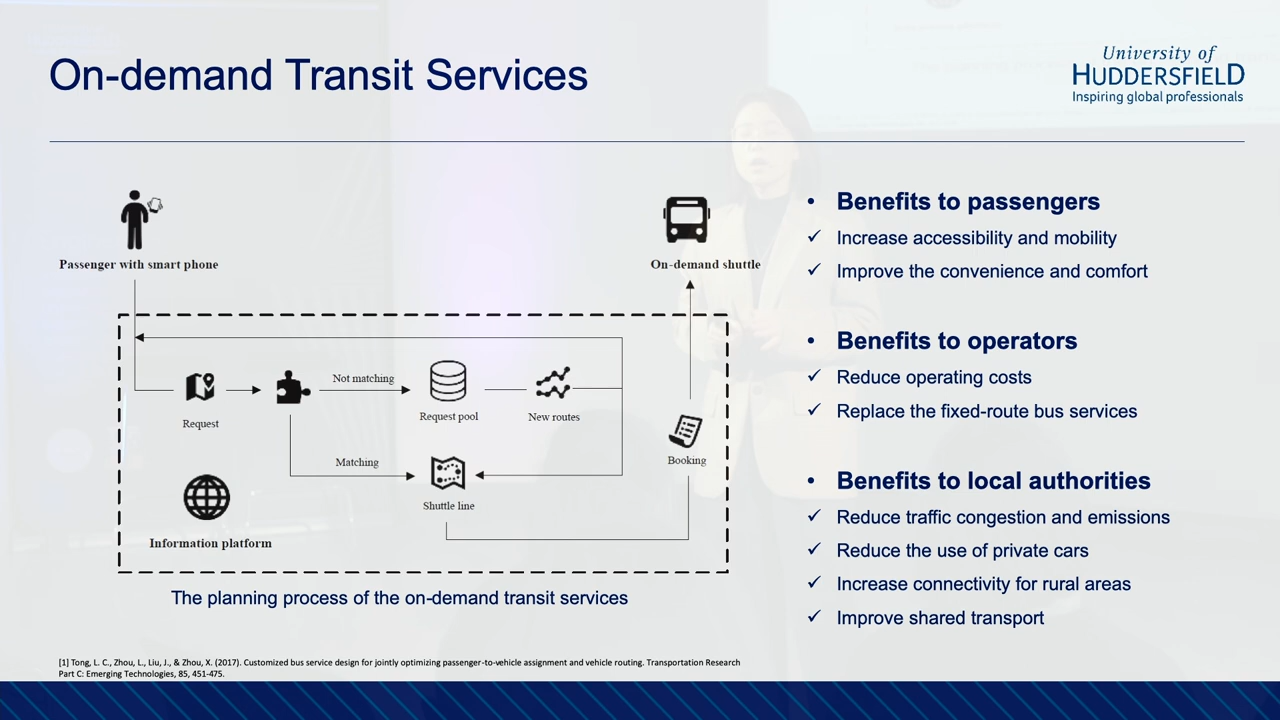 On-demand Transit Services
University of
HUDDERSFIELD
Inspiring global professionals
Passenger with smart phone
On-demand shuttle
Not matching
Request
Request pool
New routes
Matching
Shuttle line
Booking
Information platform
The planning process of the on-demand transit services
• Benefits to passengers
✓ Increase accessibility and mobility
✓ Improve the convenience and comfort
• Benefits to operators
✓ Reduce operating costs
✓ Replace the fixed-route bus services
• Benefits to local authorities
✓ Reduce traffic congestion and emissions
✓ Reduce the use of private cars
✓ Increase connectivity for rural areas
✓ Improve shared transport
[1] Tong, L. C., Zhou, L., Liu, J., & Zhou, X. (2017). Customized bus service design for jointly optimizing passenger-to-vehicle assignment and vehicle routing. Transportation Research
Part C: Emerging Technologies, 85, 451-475.